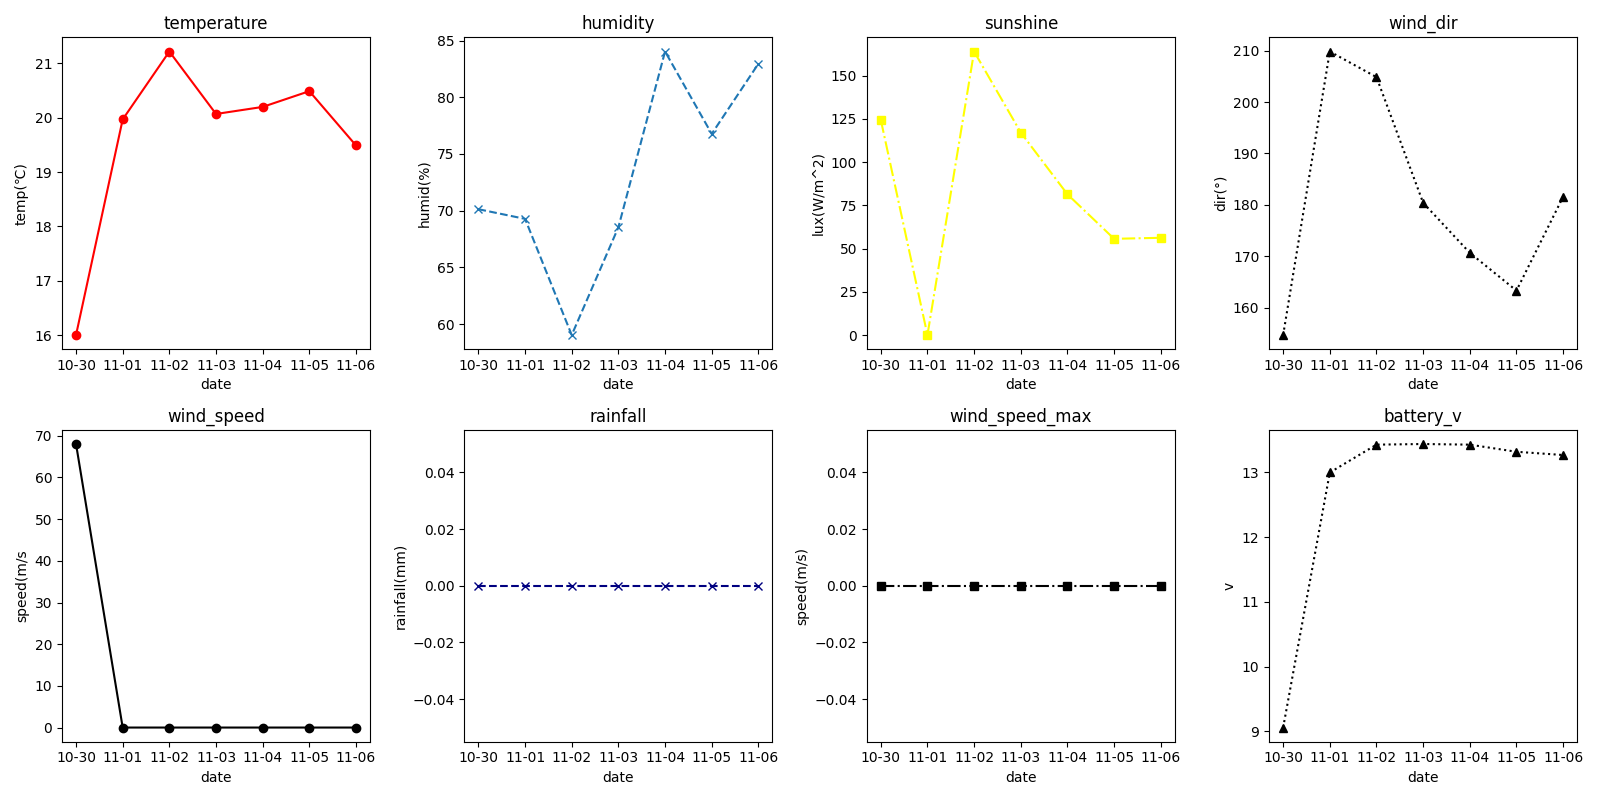 temperature
temp(℃)
21
20
19
18
17
16
10-30 11-01 11-02 11-03 11-04 11-05 11-06
date
humidity
humid(%)
85
80
75
70
65
60
10-30 11-01 11-02 11-03 11-04 11-05 11-06
date
sunshine
lux(W/m^2)
150
125
100
75
50
25
0
10-30 11-01 11-02 11-03 11-04 11-05 11-06
date
wind_dir
dir(°)
210
200
190
180
170
160
10-30 11-01 11-02 11-03 11-04 11-05 11-06
date
wind_speed
speed(m/s
70
60
50
40
30
20
10
0
10-30 11-01 11-02 11-03 11-04 11-05 11-06
date
rainfall
rainfall(mm)
0.04
0.02
0.00
−0.02
−0.04
10-30 11-01 11-02 11-03 11-04 11-05 11-06
date
wind_speed_max
speed(m/s)
0.04
0.02
0.00
−0.02
−0.04
10-30 11-01 11-02 11-03 11-04 11-05 11-06
date
battery_v
v
13
12
11
10
9
10-30 11-01 11-02 11-03 11-04 11-05 11-06
date